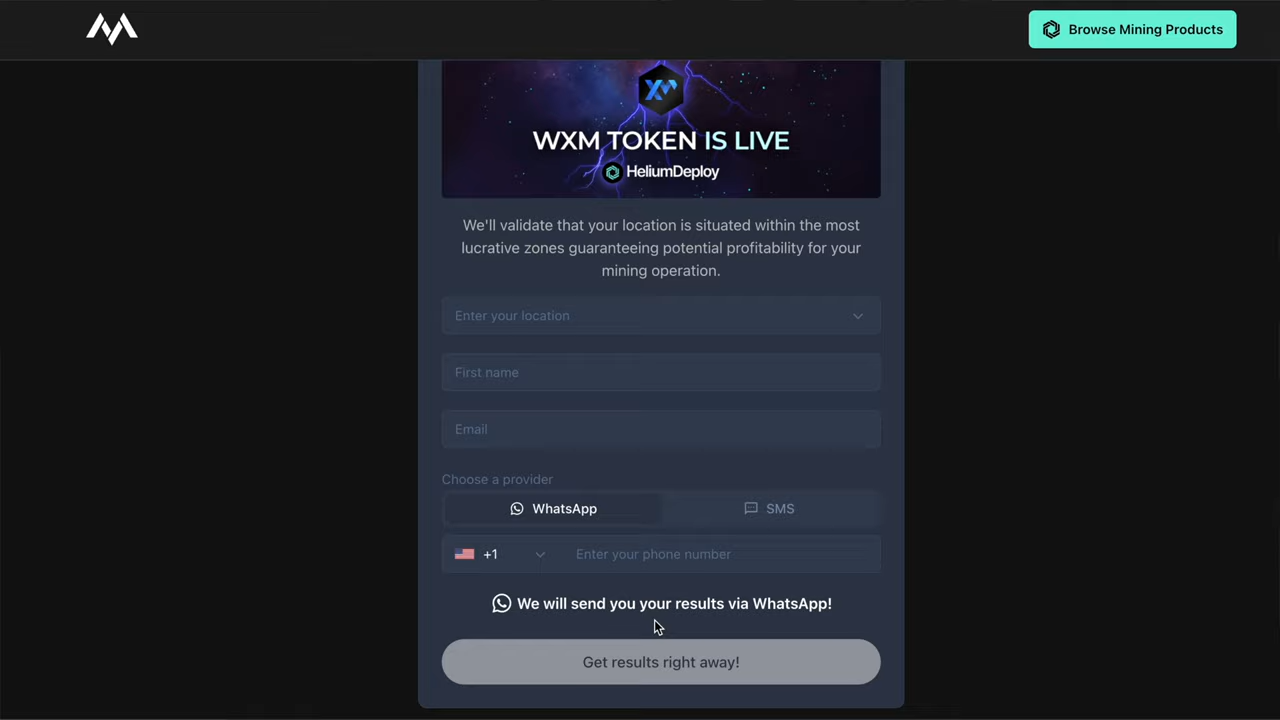 Browse Mining Products
WXM TOKEN IS LIVE
HeliumDeploy
We'll validate that your location is situated within the most
lucrative zones guaranteeing potential profitability for your
mining operation.
Enter your location
First name
Email
Choose a provider
WhatsApp
SMS
+1
Enter your phone number
We will send you your results via WhatsApp!
Get results right away!